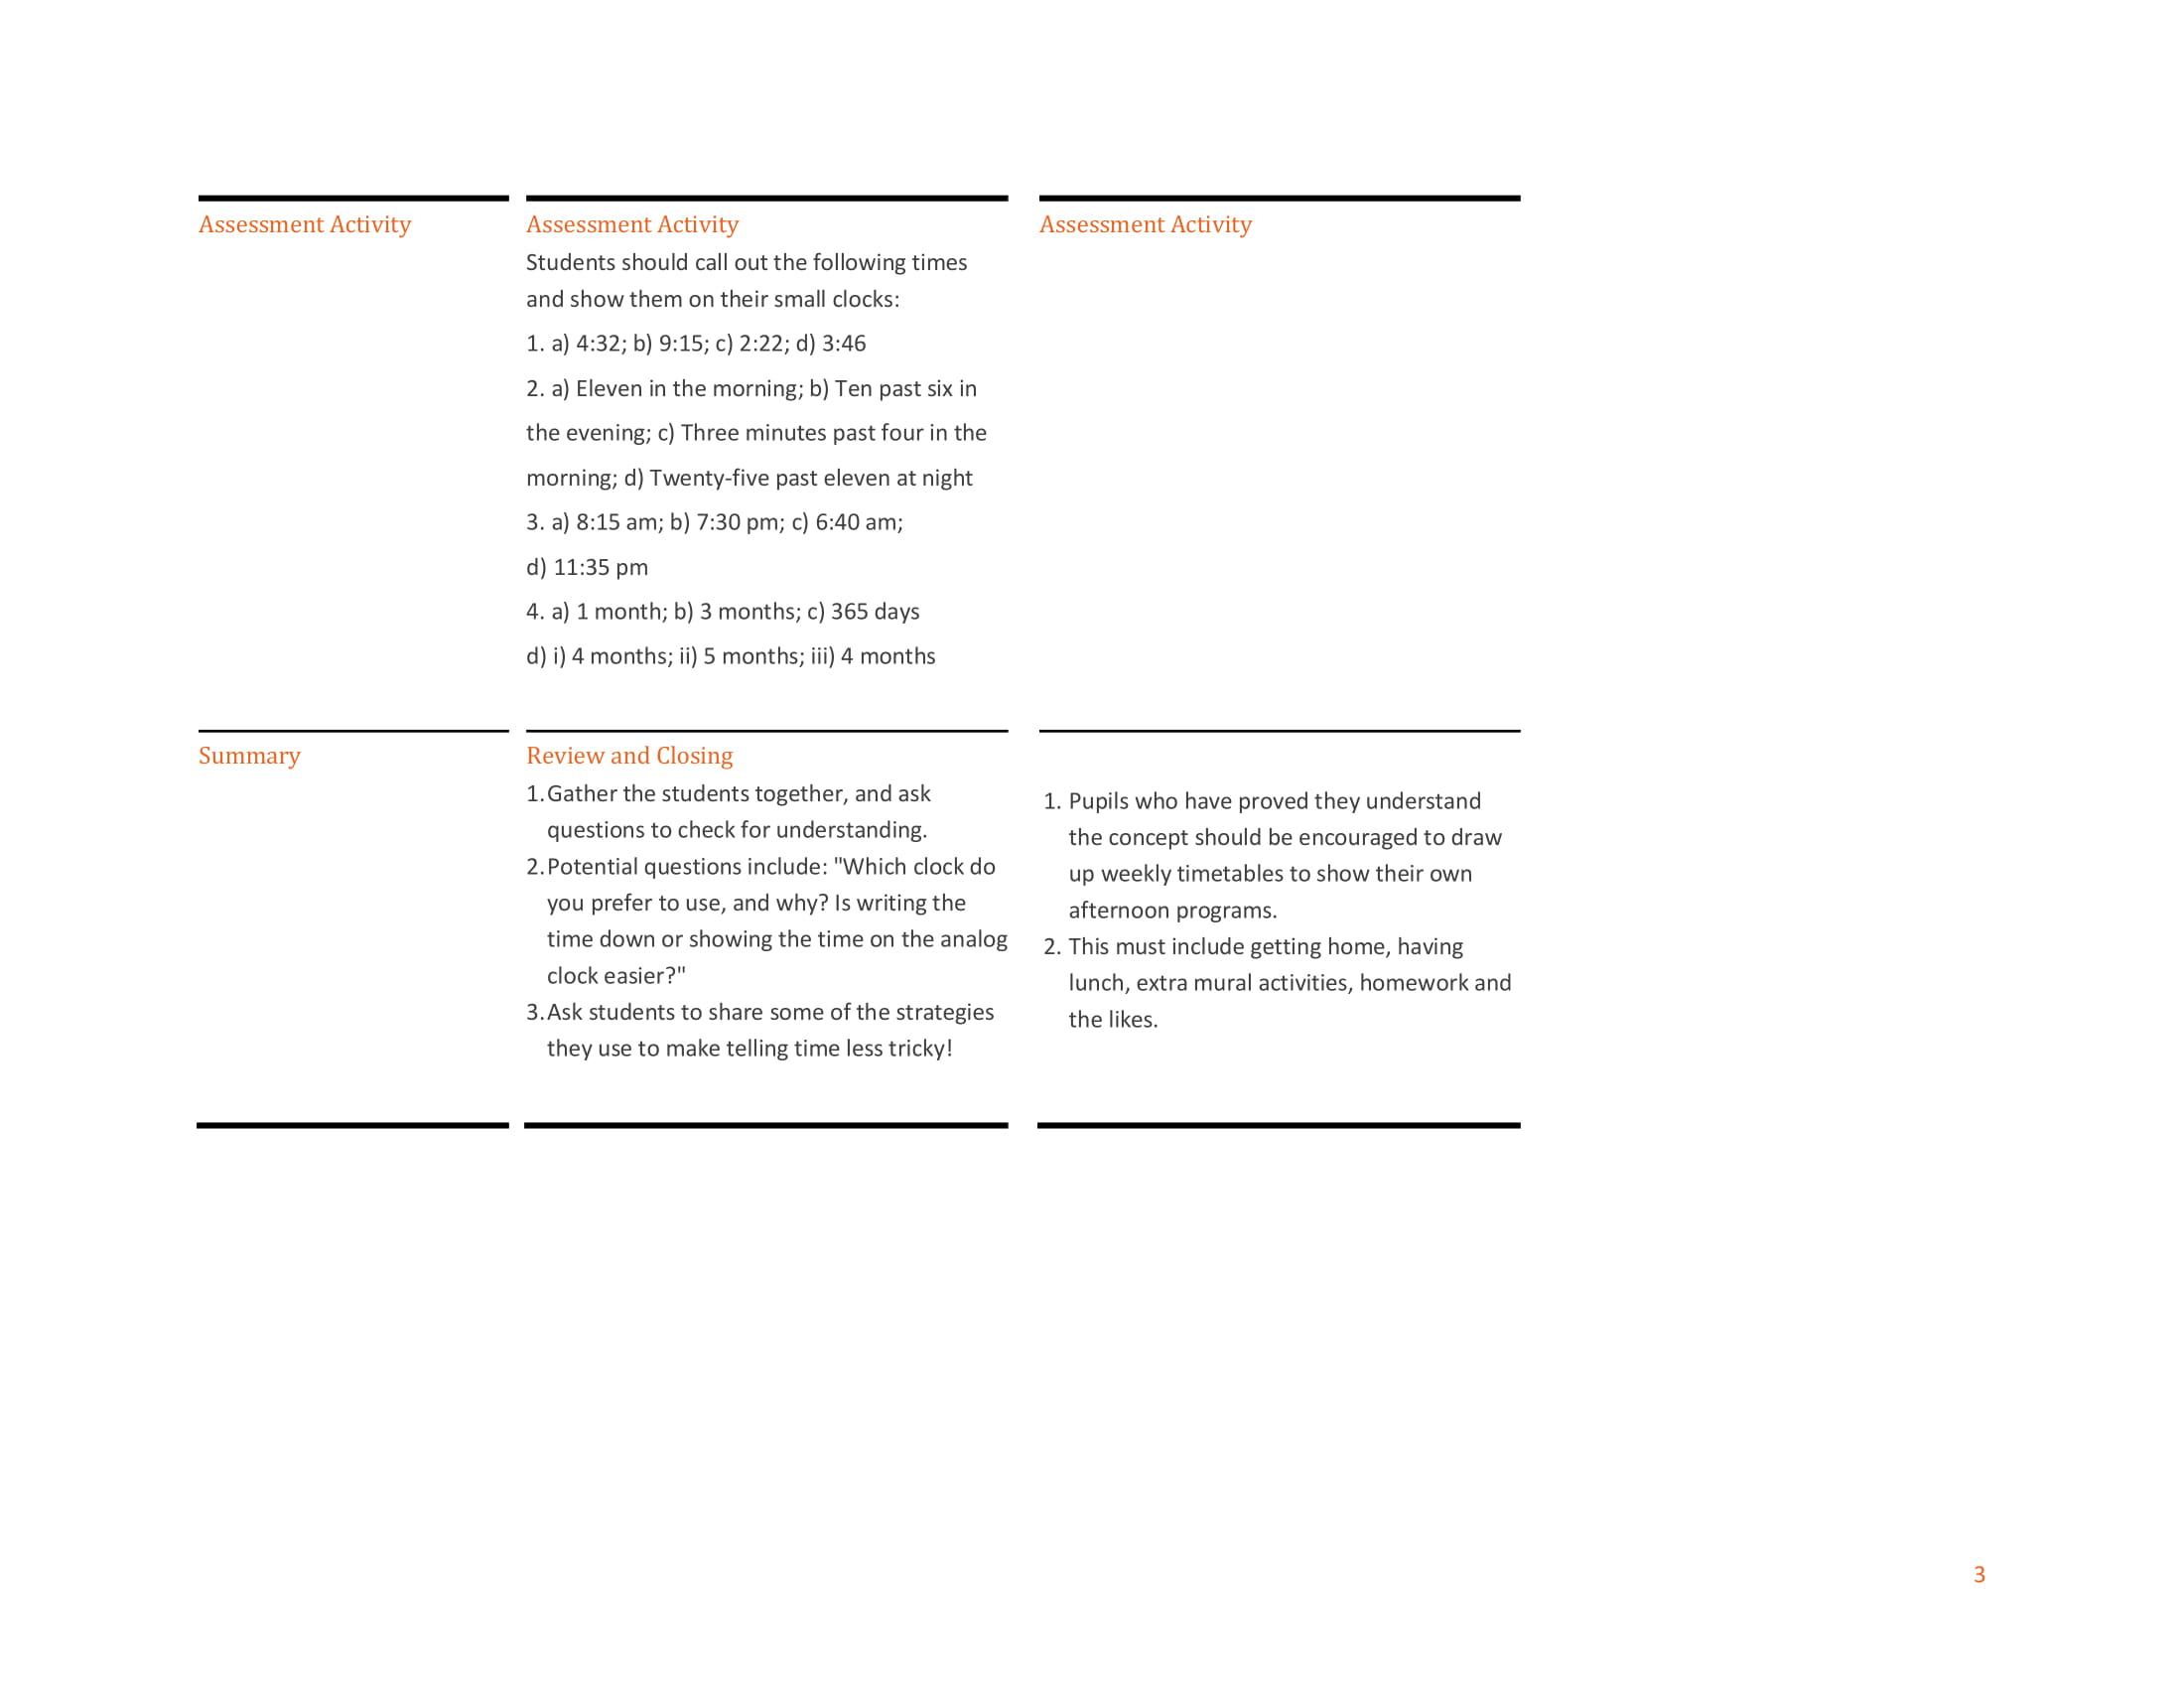 Assessment Activity
Assessment Activity
Students should call out the following times
and show them on their small clocks:
1. a) 4:32; b) 9:15; c) 2:22; d) 3:46
2. a) Eleven in the morning; b) Ten past six in
the evening; c) Three minutes past four in the
morning; d) Twenty-five past eleven at night
3. a) 8:15 am; b) 7:30 pm; c) 6:40 am;
d) 11:35 pm
4. a) 1 month; b) 3 months; c) 365 days
d) i) 4 months; ii) 5 months; iii) 4 months
Assessment Activity
Summary
Review and Closing
1.Gather the students together, and ask
questions to check for understanding.
2.Potential questions include: "Which clock do
you prefer to use, and why? Is writing the
time down or showing the time on the analog
clock easier?"
3.Ask students to share some of the strategies
they use to make telling time less tricky!
1. Pupils who have proved they understand
the concept should be encouraged to draw
up weekly timetables to show their own
afternoon programs.
2. This must include getting home, having
lunch, extra mural activities, homework and
the likes.
3